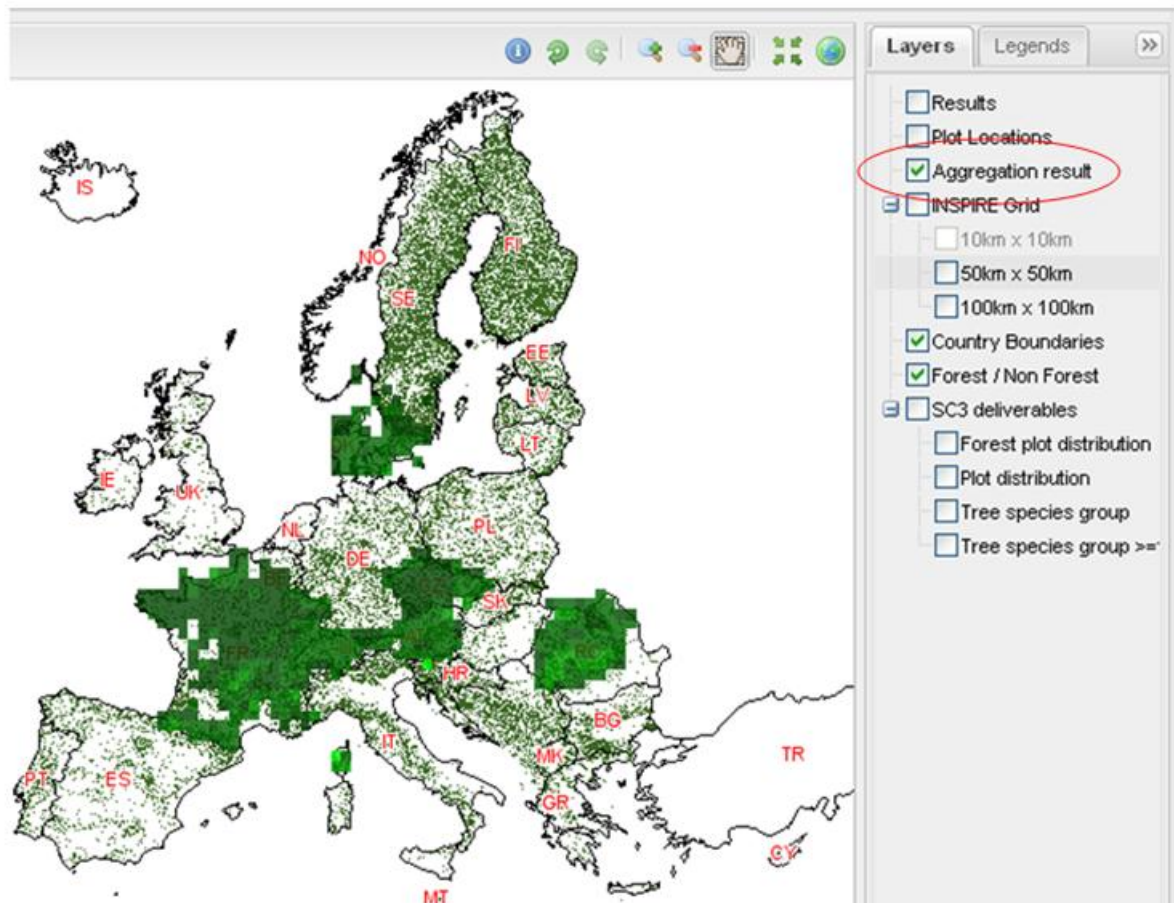 Layers
Legends
Results
Plot Locations
Aggregation result
INSPIRE Grid
10km x 10km
50km x 50km
100km x 100km
Country Boundaries
Forest / Non Forest
SC3 deliverables
Forest plot distribution
Plot distribution
Tree species group
Tree species group >=
IS
NO
FI
SE
EE
LV
LT
IE
UK
NL
PL
DE
SK
FR
HR
BG
IT
MK
TR
PT
ES
GR
CY
MT